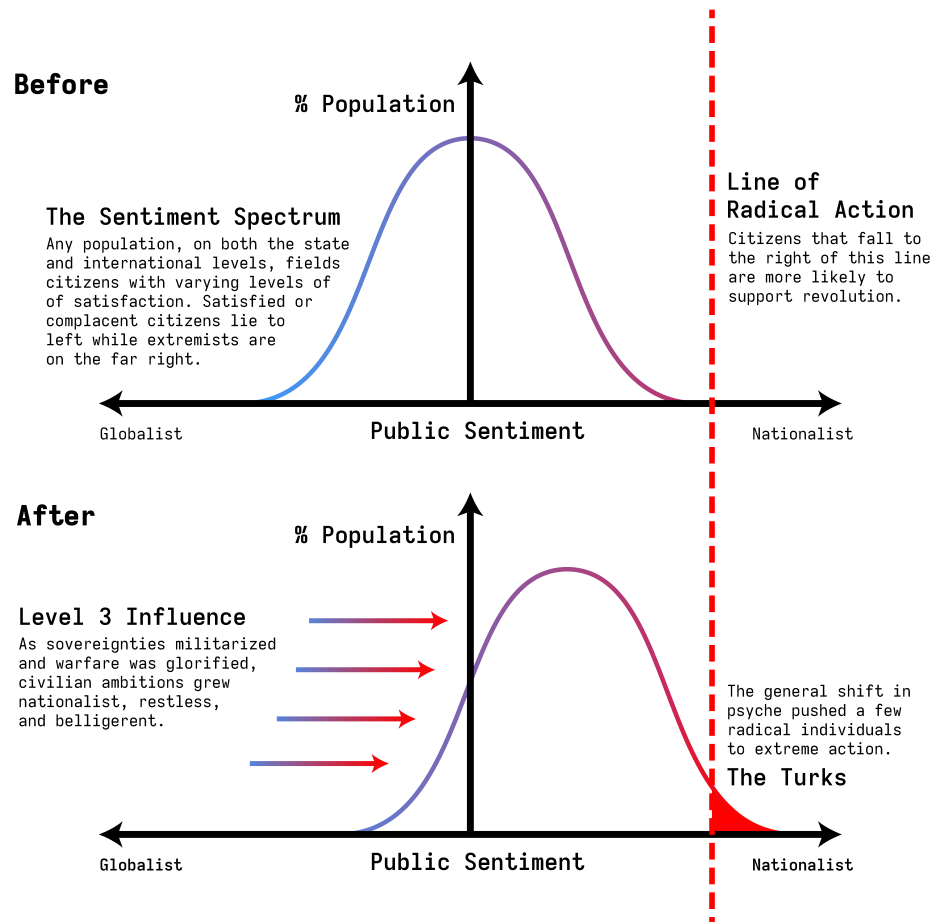 Before
% Population
The Sentiment Spectrum
Any population, on both the state
and international levels, fields
citizens with varying levels of
of satisfaction. Satisfied or
complacent citizens lie to
left while extremists are
on the far right.
Line of
Radical Action
Citizens that fall to
the right of this line
are more likely to
support revolution.
Globalist
Public Sentiment
Nationalist
After
% Population
Level 3 Influence
As sovereignties militarized
and warfare was glorified,
civilian ambitions grew
nationalist, restless,
and belligerent.
The general shift in
psyche pushed a few
radical individuals
to extreme action.
The Turks
Globalist
Public Sentiment
Nationalist